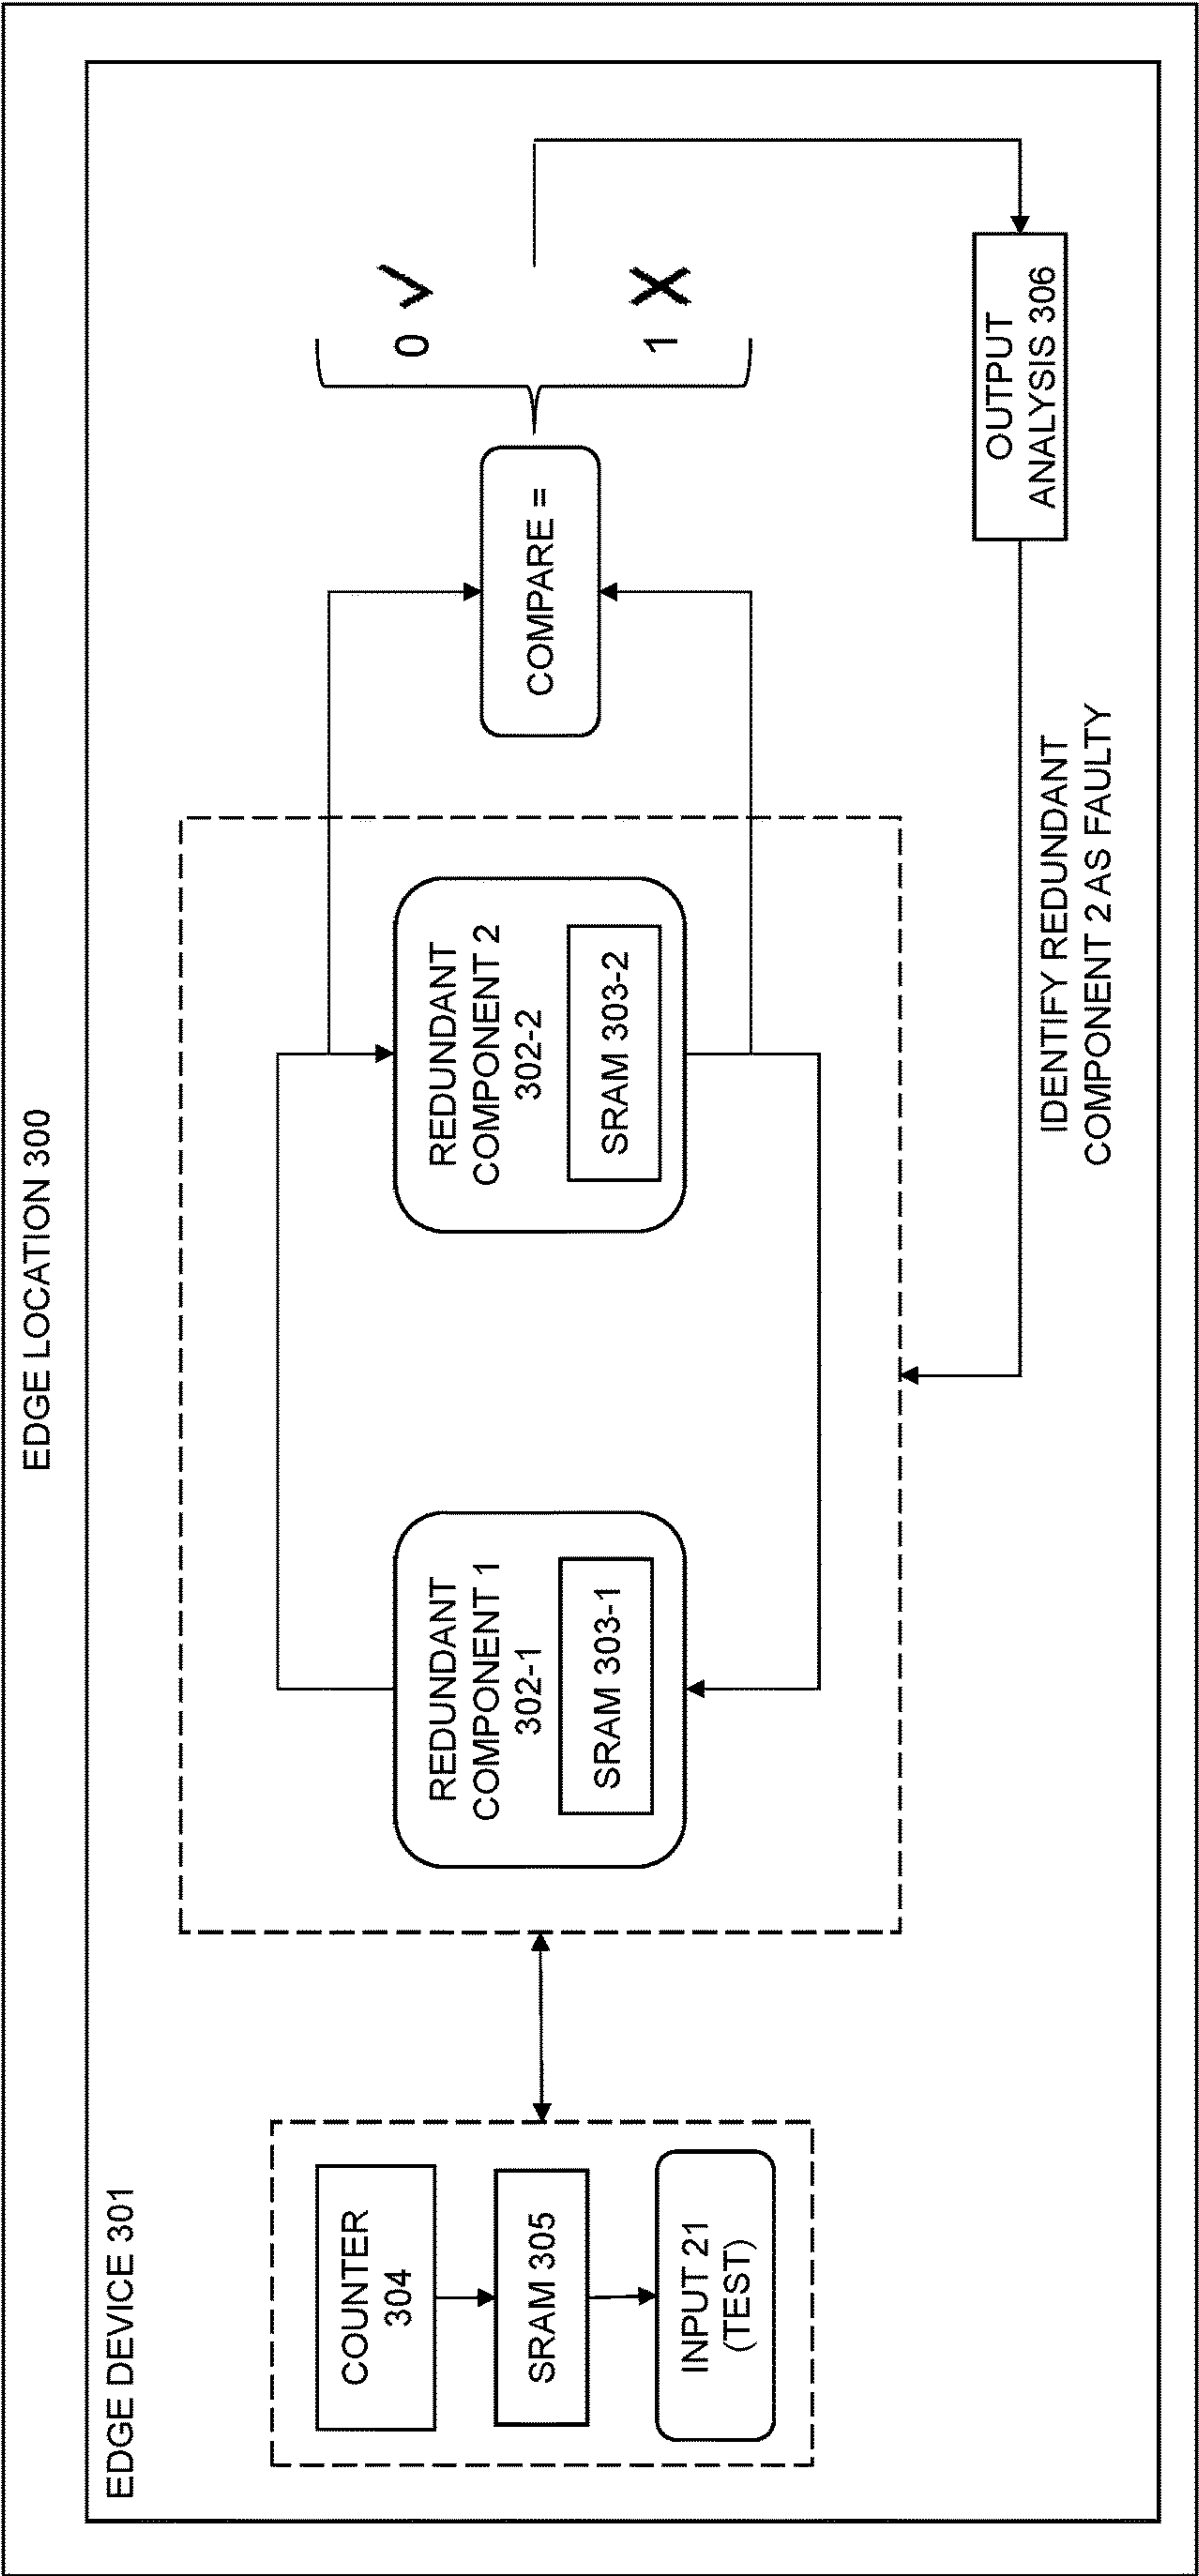 EDGE LOCATION 300
EDGE DEVICE 301
COUNTER
304
SRAM 305
INPUT 21
(TEST)
REDUNDANT
COMPONENT 1
302-1
SRAM 303-1
REDUNDANT
COMPONENT 2
302-2
SRAM 303-2
COMPARE =
0 √
1 X
OUTPUT
ANALYSIS 306
IDENTIFY REDUNDANT
COMPONENT 2 AS FAULTY